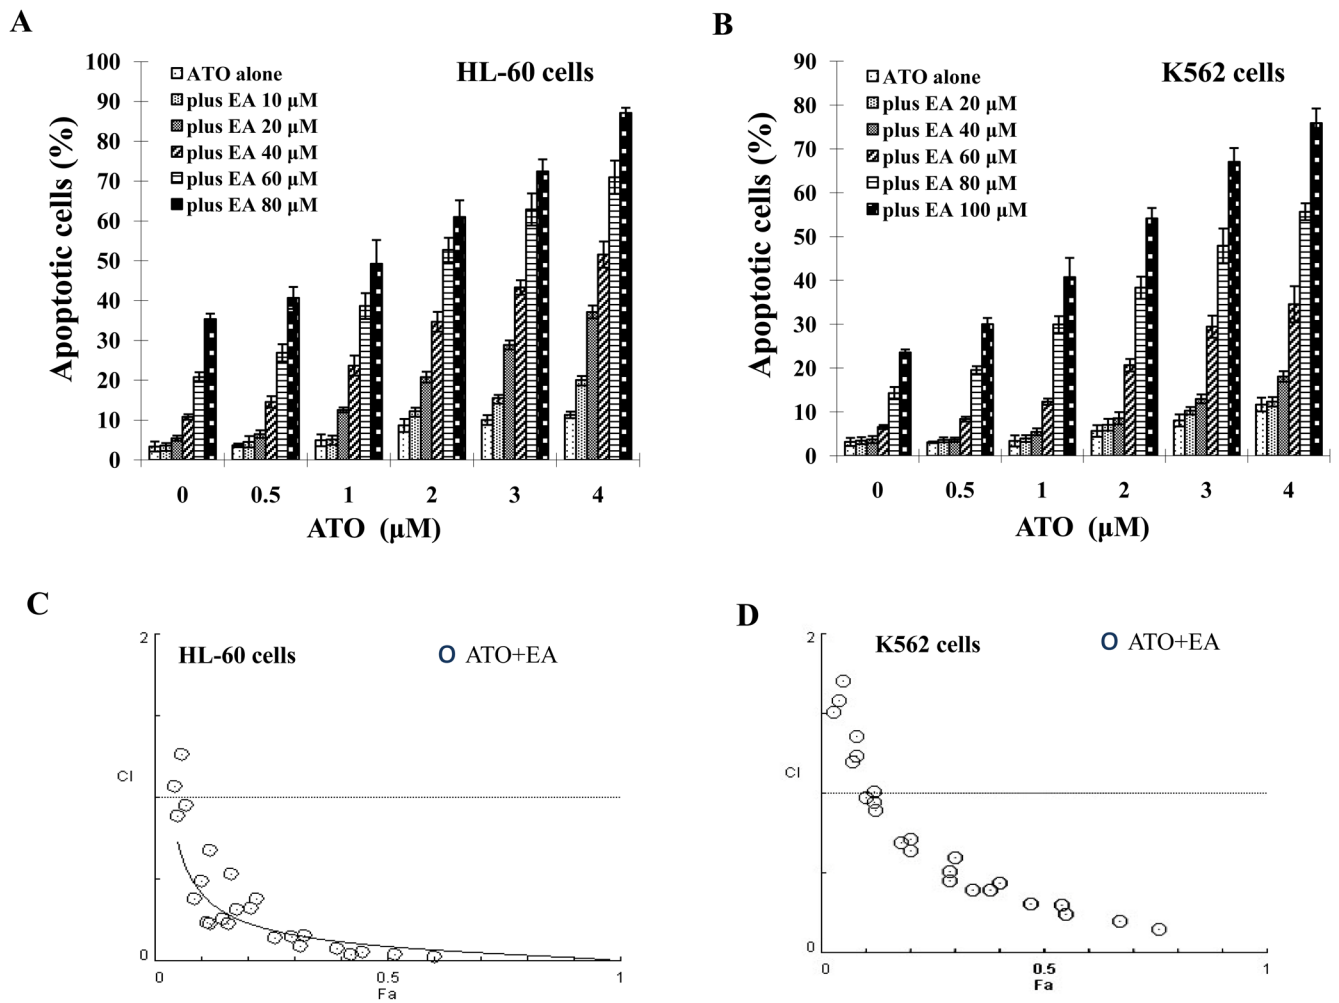 A
HL-60 cells
ATO alone
plus EA 10 μM
plus EA 20 μM
plus EA 40 μM
plus EA 60 μM
plus EA 80 μM
Apoptotic cells (%)
100
90
80
70
60
50
40
30
20
10
0
0 0.5 1 2 3 4
ATO (μM)
B
K562 cells
ATO alone
plus EA 20 μM
plus EA 40 μM
plus EA 60 μM
plus EA 80 μM
plus EA 100 μM
Apoptotic cells (%)
90
80
70
60
50
40
30
20
10
0
0 0.5 1 2 3 4
ATO (μM)
C
HL-60 cells
ATO+EA
2
CI
0
0 0.5 1
Fa
D
K562 cells
ATO+EA
2
CI
0
0 0.5 1
Fa